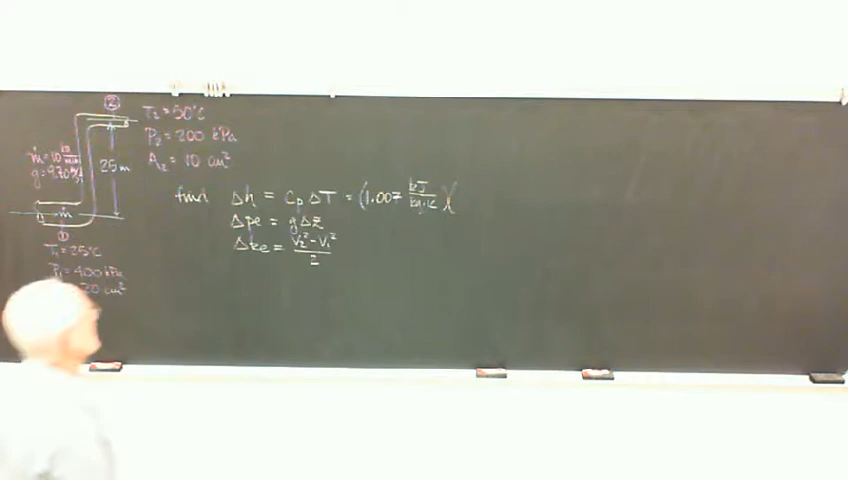 ②
T₂ = 50°C
P₂ = 200 kPa
A₂ = 10 cm²
ṁ = 10 kg/min
g = 9.70 m/s²
25 m
ṁ
①
T₁ = 25°C
P₁ = 400 kPa
20 cm²
find Δh = Cp ΔT = (1.007 kJ/kg·K)(
Δpe = gΔz
Δke = (V₂² - V₁²)/2